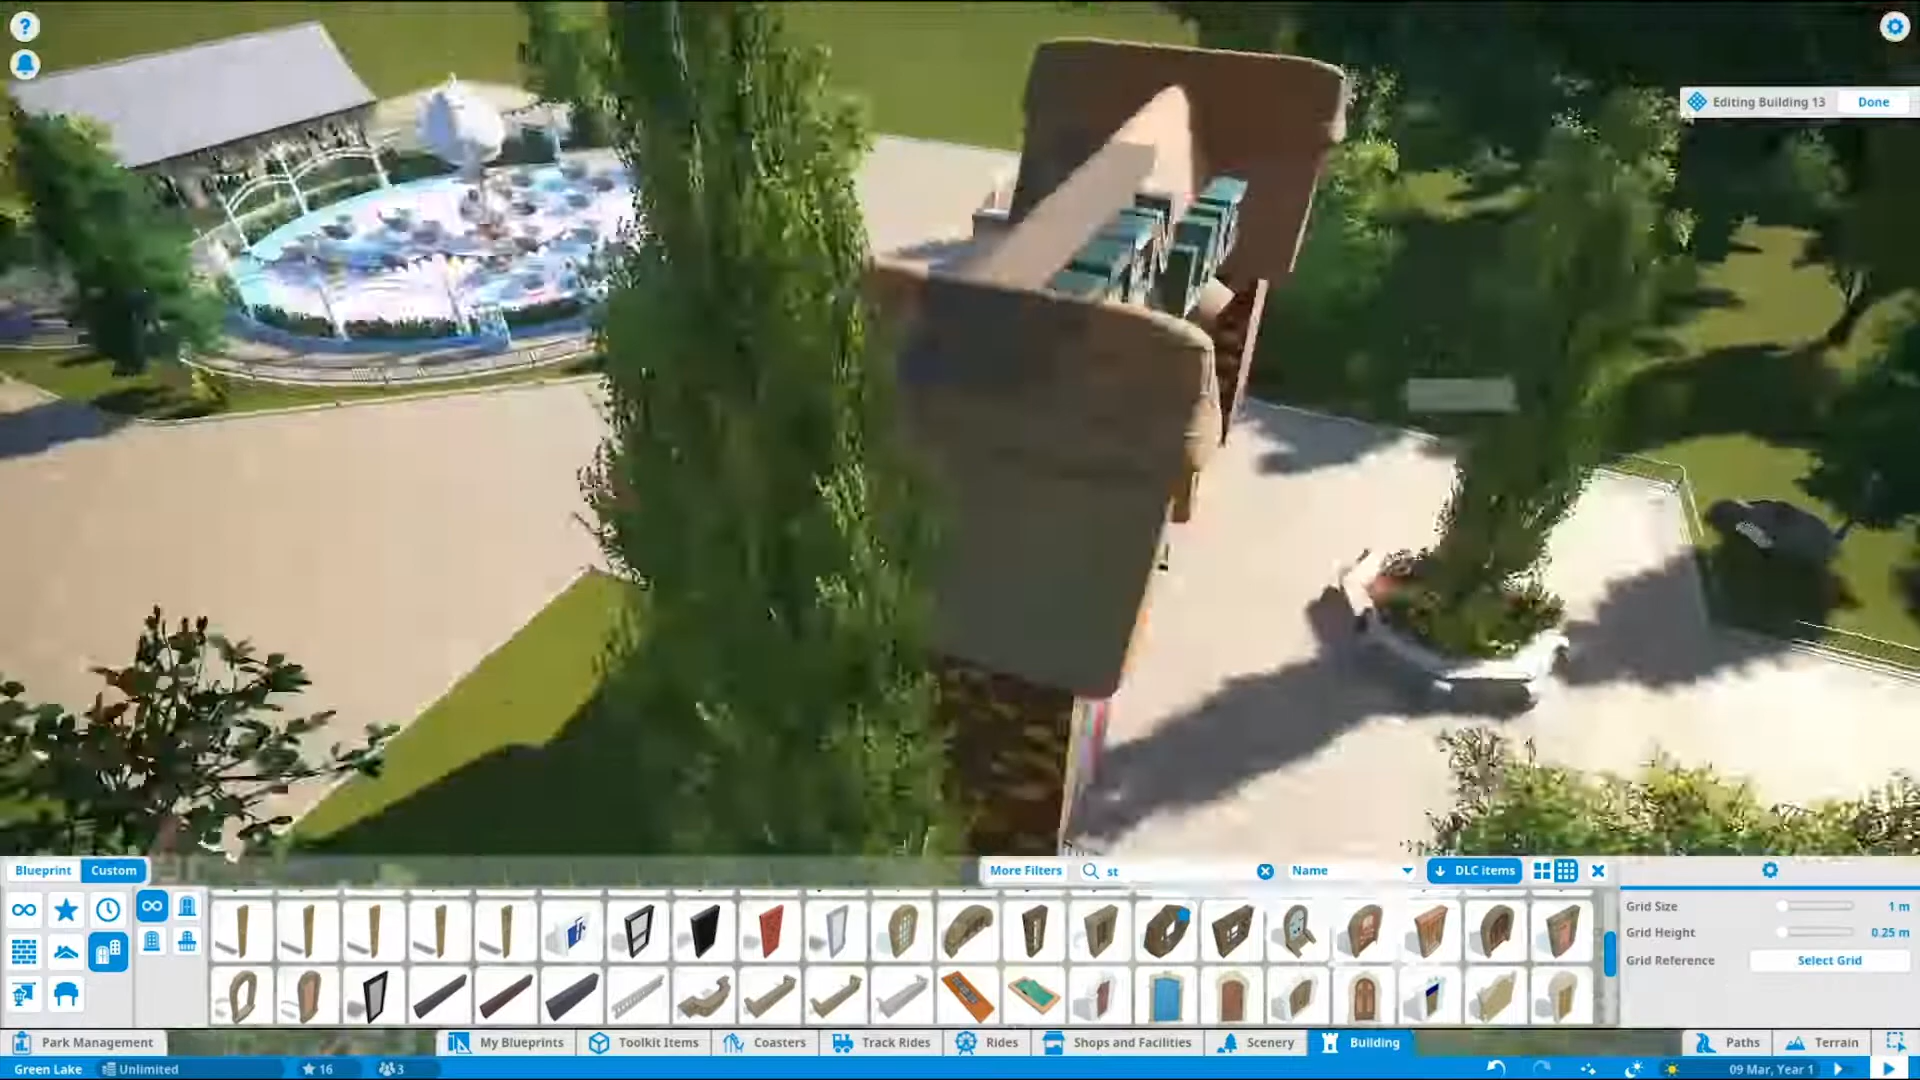 ?
Editing Building 13 Done
Blueprint Custom
More Filters st Name DLC items
Grid Size 1 m
Grid Height 0.25 m
Grid Reference Select Grid
Park Management My Blueprints Toolkit Items Coasters Track Rides Rides Shops and Facilities Scenery Building Paths Terrain
Green Lake Unlimited 16 3 09 Mar, Year 1